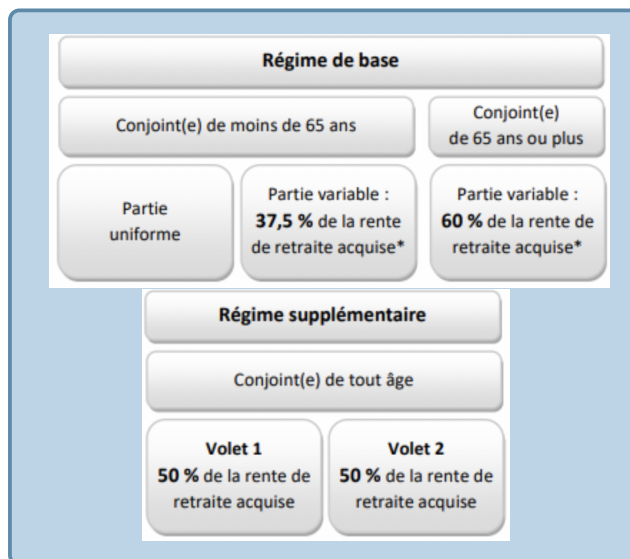 Régime de base
Conjoint(e) de moins de 65 ans
Conjoint(e)
de 65 ans ou plus
Partie
uniforme
Partie variable :
37,5 % de la rente
de retraite acquise*
Partie variable :
60 % de la rente de
retraite acquise*
Régime supplémentaire
Conjoint(e) de tout âge
Volet 1
50 % de la rente de
retraite acquise
Volet 2
50 % de la rente de
retraite acquise